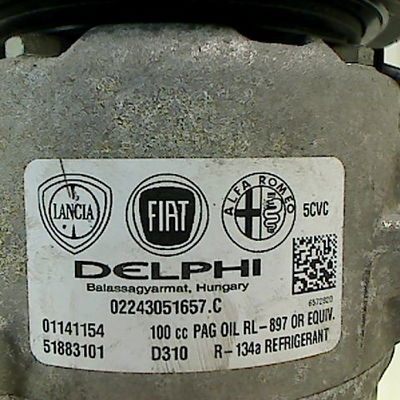 LANCIA FIAT ALFA ROMEO 5CVC
DELPHI
Balassagyarmat, Hungary
02243051657.C
01141154 100 cc PAG OIL RL-897 OR EQUIV.
51883101 D310 R-134a REFRIGERANT